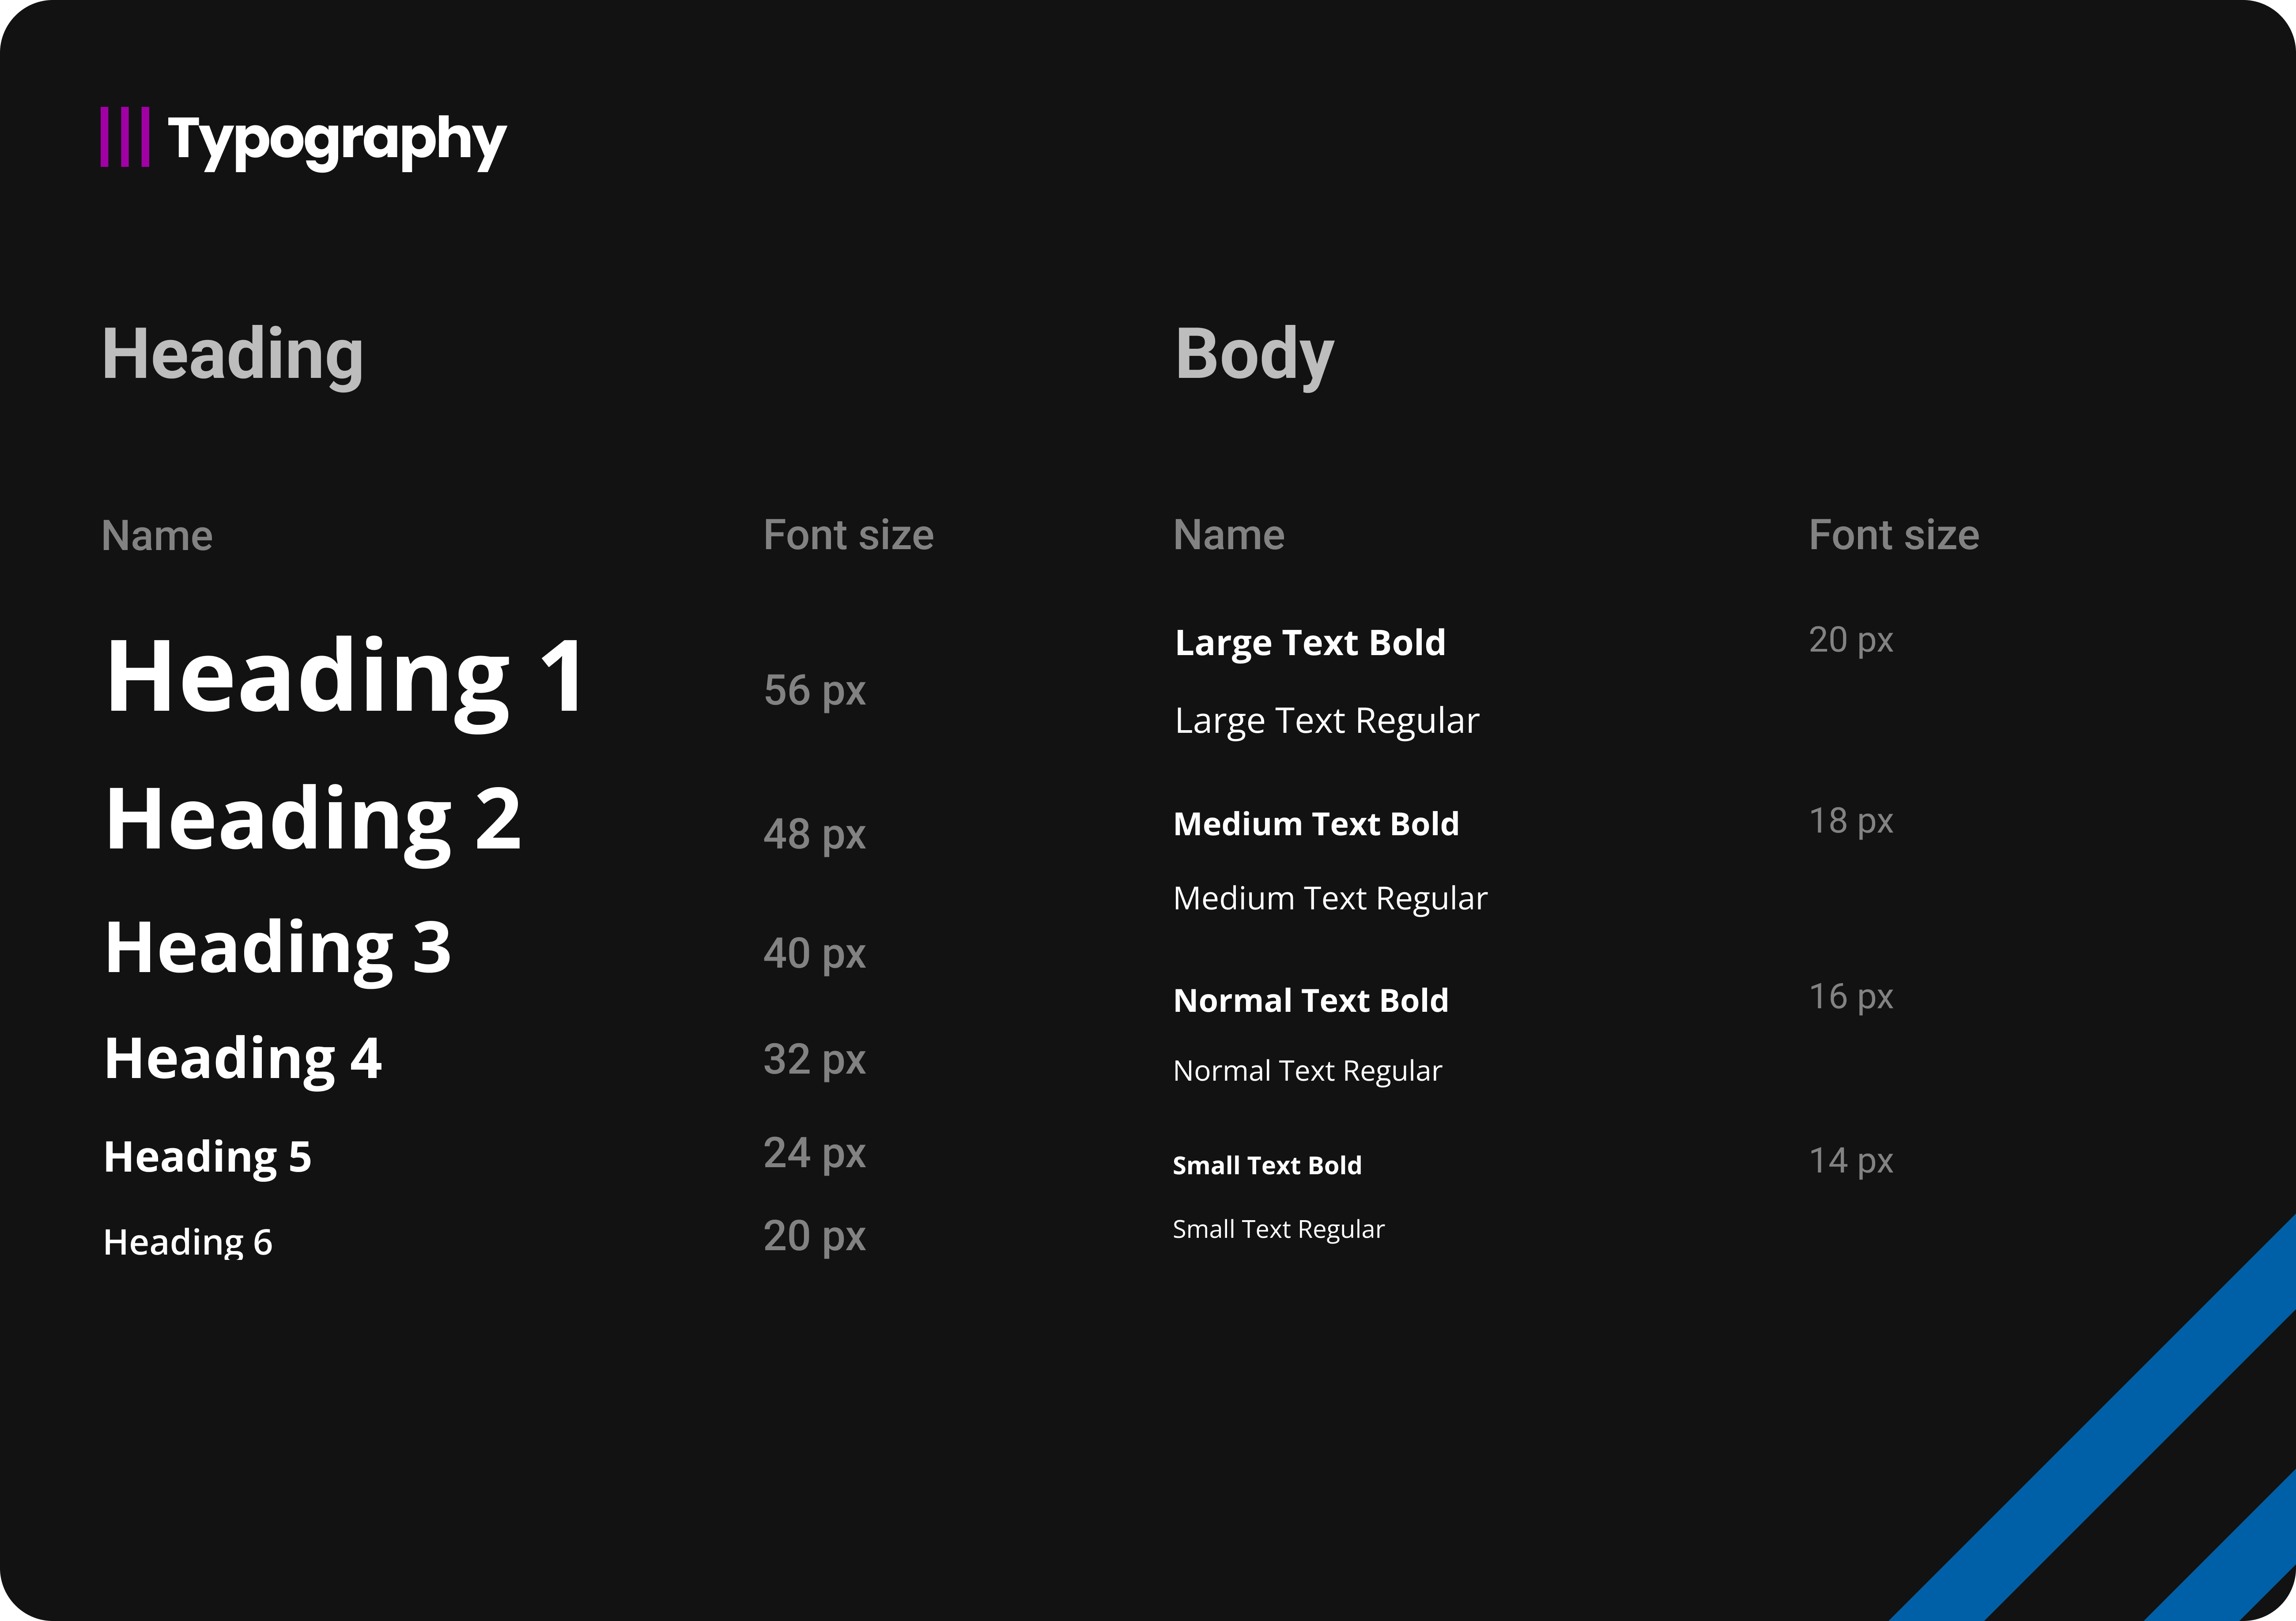 Typography
Heading
Name Font size
Heading 1 56 px
Heading 2 48 px
Heading 3 40 px
Heading 4 32 px
Heading 5 24 px
Heading 6 20 px
Body
Name Font size
Large Text Bold 20 px
Large Text Regular
Medium Text Bold 18 px
Medium Text Regular
Normal Text Bold 16 px
Normal Text Regular
Small Text Bold 14 px
Small Text Regular